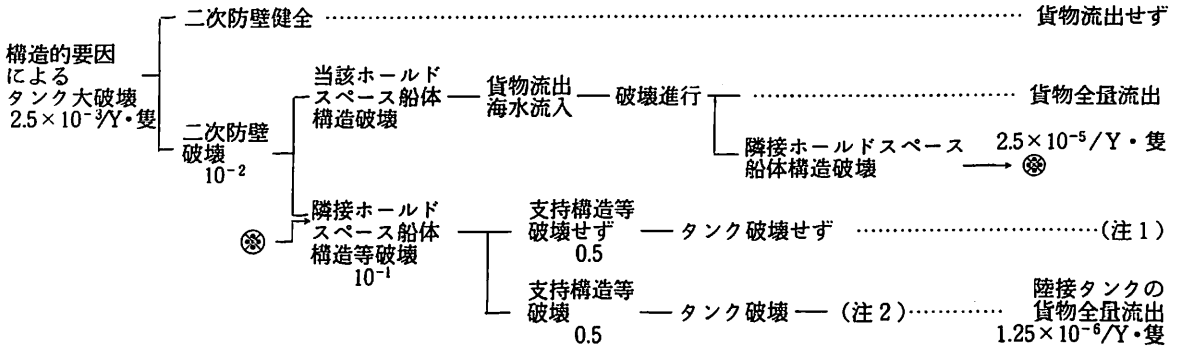 二次防壁健全
貨物流出せず
構造的要因
による
タンク大破壊
2.5×10⁻³/Y・隻
二次防壁
破壊
10⁻²
当該ホールド
スペース船体
構造破壊
貨物流出
海水流入
破壊進行
貨物全量流出
隣接ホールドスペース
船体構造破壊
2.5×10⁻⁵/Y・隻
※
※
隣接ホールド
スペース船体
構造等破壊
10⁻¹
支持構造等
破壊せず
0.5
タンク破壊せず
(注1)
支持構造等
破壊
0.5
タンク破壊
(注2)
陸接タンクの
貨物全量流出
1.25×10⁻⁶/Y・隻